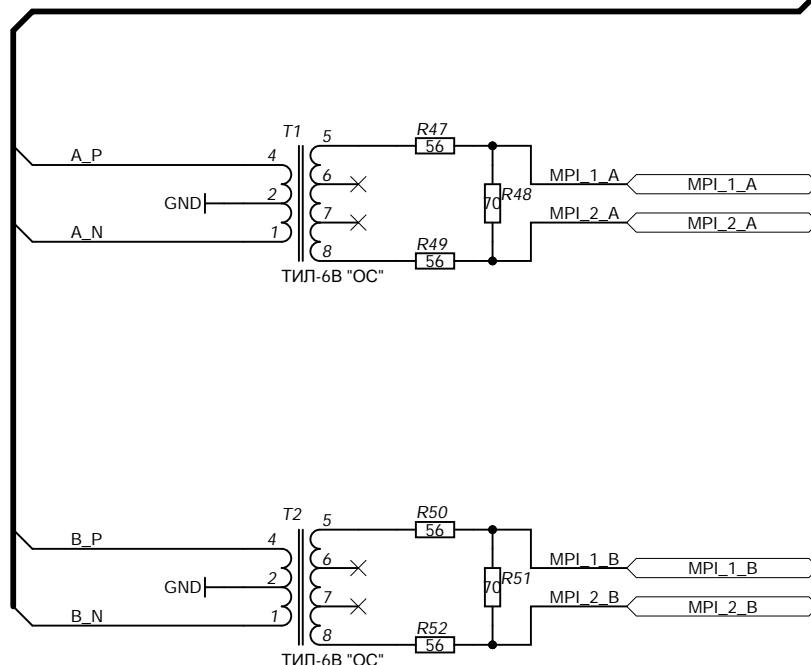 T1
5
R47
56
A_P
4
6
MPI_1_A
MPI_1_A
GND
2
70
R48
7
MPI_2_A
MPI_2_A
A_N
1
R49
8
56
ТИЛ-6В "ОС"
T2
5
R50
56
B_P
4
6
MPI_1_B
MPI_1_B
GND
2
70
R51
7
MPI_2_B
MPI_2_B
B_N
1
R52
8
56
ТИЛ-6В "ОС"